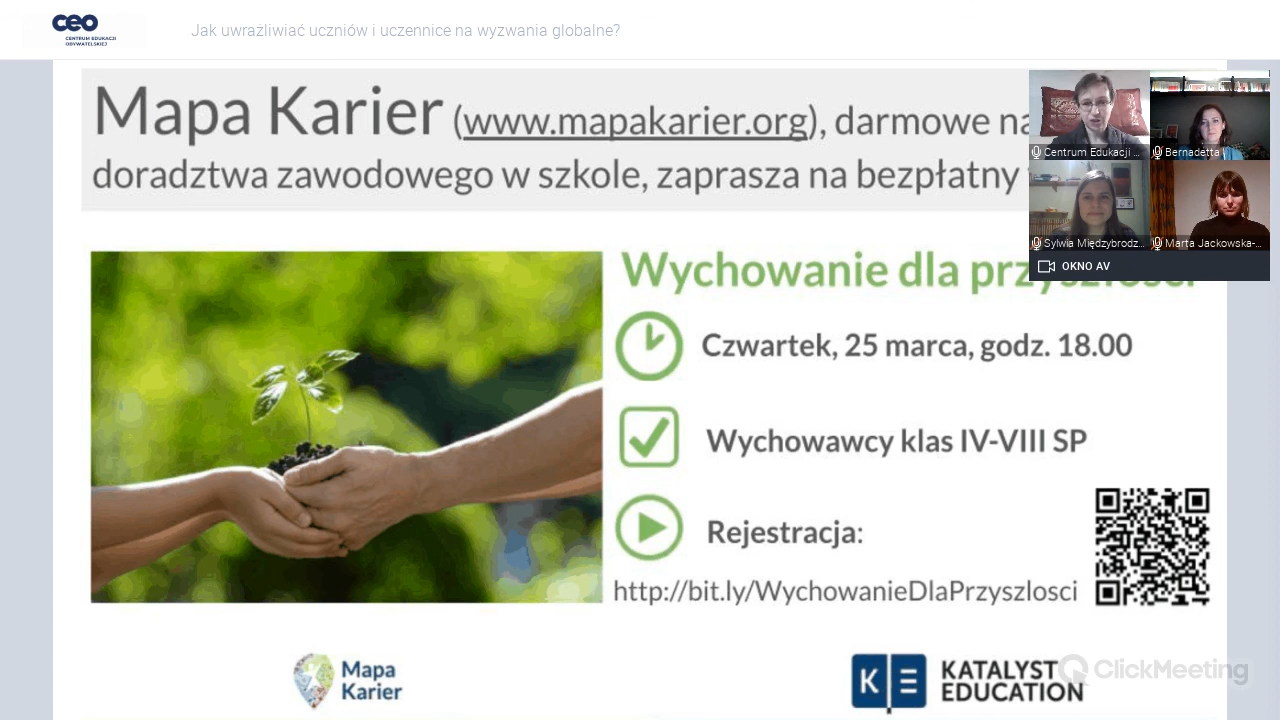 ceo
CENTRUM EDUKACJI
OBYWATELSKIEJ
Jak uwrażliwiać uczniów i uczennice na wyzwania globalne?
Mapa Karier (www.mapakarier.org), darmowe
doradztwa zawodowego w szkole, zaprasza na bezpłatny
Wychowanie dla
Czwartek, 25 marca, godz. 18.00
Wychowawcy klas IV-VIII SP
Rejestracja:
http://bit.ly/WychowanieDlaPrzyszlosci
Mapa
Karier
KE
KATALYST
EDUCATION
ClickMeeting
Centrum Edukacji ...
Bernadetta
Sylwia Międzybrodz...
Marta Jackowska-...
OKNO AV